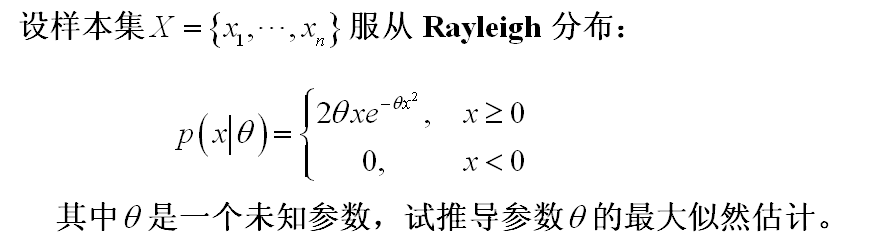 设样本集 X = {x₁,⋯,xₙ} 服从 Rayleigh 分布：
p(x|θ) = { 2θxe^{-θx²}, x ≥ 0
0, x < 0
其中 θ 是一个未知参数，试推导参数 θ 的最大似然估计。